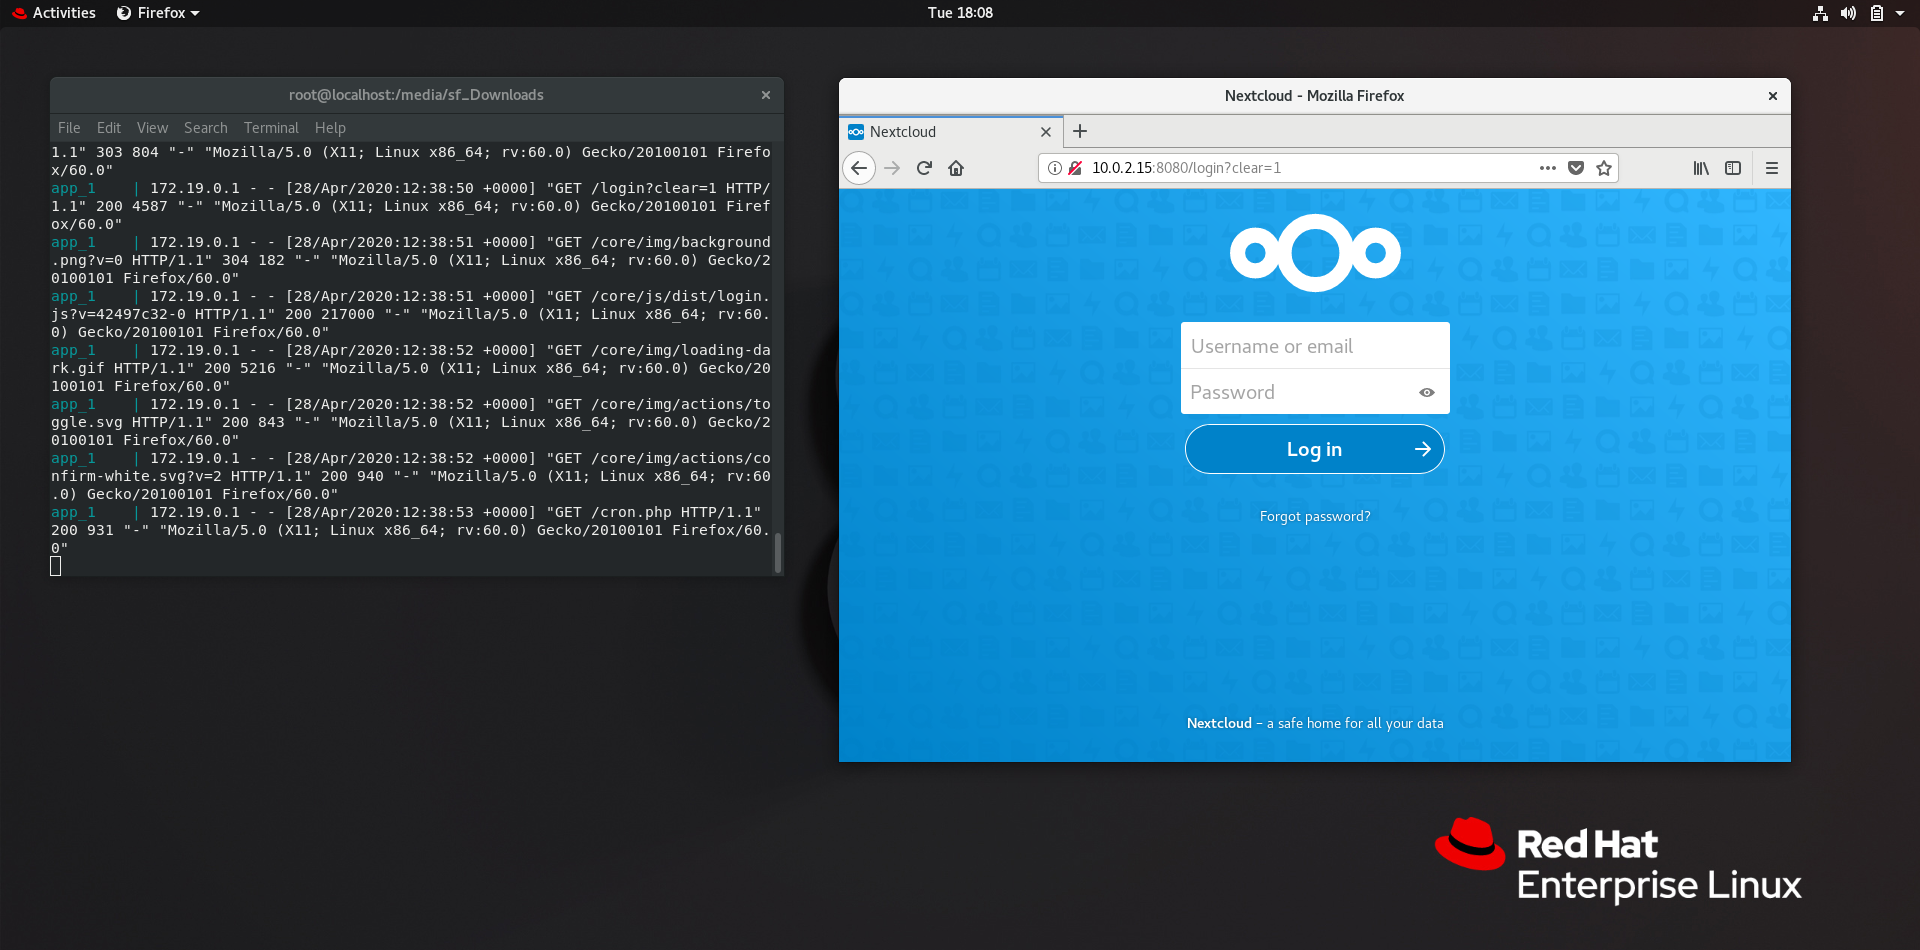 Activities Firefox Tue 18:08
root@localhost:/media/sf_Downloads
File Edit View Search Terminal Help
1.1" 303 804 "-" "Mozilla/5.0 (X11; Linux x86_64; rv:60.0) Gecko/20100101 Firefo
x/60.0"
app_1    | 172.19.0.1 - - [28/Apr/2020:12:38:50 +0000] "GET /login?clear=1 HTTP/
1.1" 200 4587 "-" "Mozilla/5.0 (X11; Linux x86_64; rv:60.0) Gecko/20100101 Firef
ox/60.0"
app_1    | 172.19.0.1 - - [28/Apr/2020:12:38:51 +0000] "GET /core/img/background
.png?v=0 HTTP/1.1" 304 182 "-" "Mozilla/5.0 (X11; Linux x86_64; rv:60.0) Gecko/2
0100101 Firefox/60.0"
app_1    | 172.19.0.1 - - [28/Apr/2020:12:38:51 +0000] "GET /core/js/dist/login.
js?v=42497c32-0 HTTP/1.1" 200 217000 "-" "Mozilla/5.0 (X11; Linux x86_64; rv:60.
0) Gecko/20100101 Firefox/60.0"
app_1    | 172.19.0.1 - - [28/Apr/2020:12:38:52 +0000] "GET /core/img/loading-da
rk.gif HTTP/1.1" 200 5216 "-" "Mozilla/5.0 (X11; Linux x86_64; rv:60.0) Gecko/20
100101 Firefox/60.0"
app_1    | 172.19.0.1 - - [28/Apr/2020:12:38:52 +0000] "GET /core/img/actions/to
ggle.svg HTTP/1.1" 200 843 "-" "Mozilla/5.0 (X11; Linux x86_64; rv:60.0) Gecko/2
0100101 Firefox/60.0"
app_1    | 172.19.0.1 - - [28/Apr/2020:12:38:52 +0000] "GET /core/img/actions/co
nfirm-white.svg?v=2 HTTP/1.1" 200 940 "-" "Mozilla/5.0 (X11; Linux x86_64; rv:60
.0) Gecko/20100101 Firefox/60.0"
app_1    | 172.19.0.1 - - [28/Apr/2020:12:38:53 +0000] "GET /cron.php HTTP/1.1"
200 931 "-" "Mozilla/5.0 (X11; Linux x86_64; rv:60.0) Gecko/20100101 Firefox/60.
0"
Nextcloud - Mozilla Firefox
Nextcloud
10.0.2.15:8080/login?clear=1
Username or email
Password
Log in
Forgot password?
Nextcloud – a safe home for all your data
Red Hat
Enterprise Linux